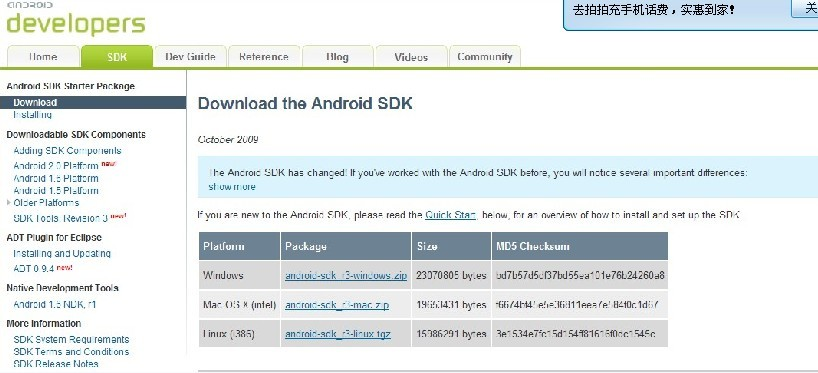 ANDROID
developers
去拍拍充手机话费，实惠到家!
关
Home SDK Dev Guide Reference Blog Videos Community
Android SDK Starter Package
Download
Installing
Downloadable SDK Components
Adding SDK Components
Android 2.0 Platform new!
Android 1.6 Platform
Android 1.5 Platform
Older Platforms
SDK Tools, Revision 3 new!
ADT Plugin for Eclipse
Installing and Updating
ADT 0.9.4 new!
Native Development Tools
Android 1.5 NDK, r1
More Information
SDK System Requirements
SDK Terms and Conditions
SDK Release Notes
Download the Android SDK
October 2009
The Android SDK has changed! If you've worked with the Android SDK before, you will notice several important differences:
show more
If you are new to the Android SDK, please read the Quick Start, below, for an overview of how to install and set up the SDK.
Platform Package Size MD5 Checksum
Windows android-sdk_r3-windows.zip 23070805 bytes
Mac OS X (intel) android-sdk_r3-mac.zip 19653431 bytes
Linux (i386) android-sdk_r3-linux.tgz 15986291 bytes